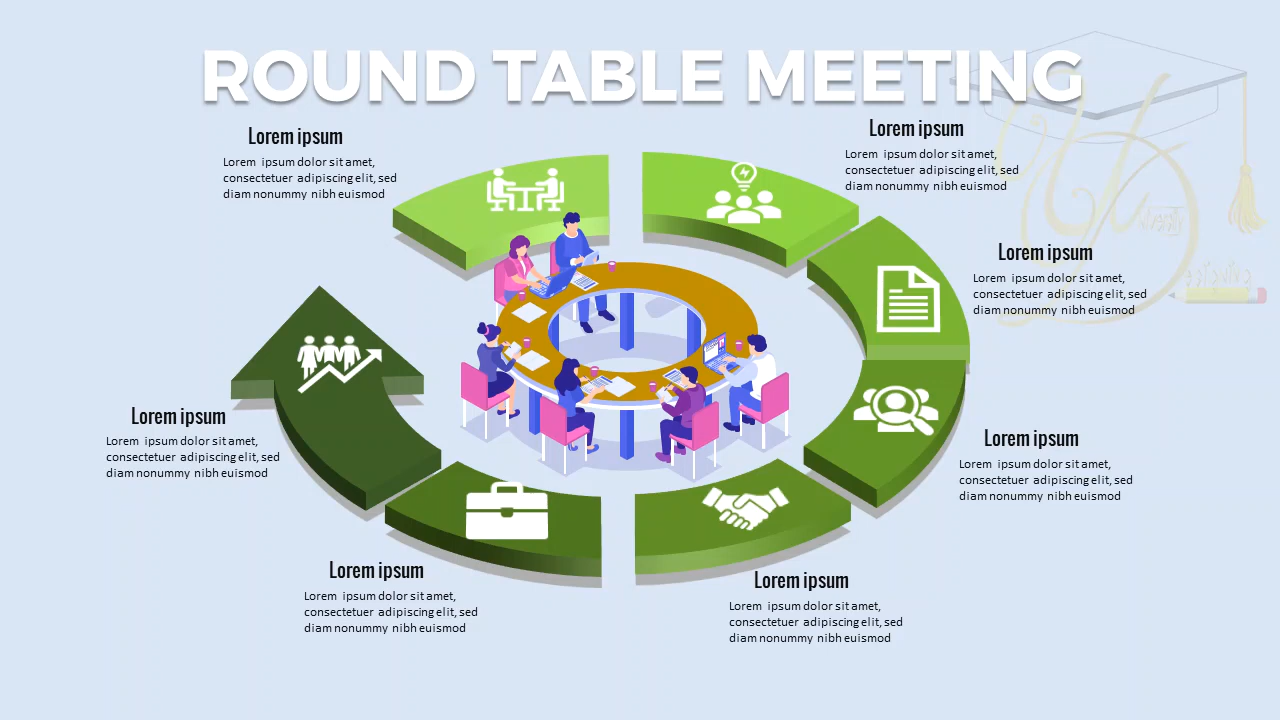 ROUND TABLE MEETING
Lorem ipsum
Lorem ipsum dolor sit amet,
consectetuer adipiscing elit, sed
diam nonummy nibh euismod
Lorem ipsum
Lorem ipsum dolor sit amet,
consectetuer adipiscing elit, sed
diam nonummy nibh euismod
Lorem ipsum
Lorem ipsum dolor sit amet,
consectetuer adipiscing elit, sed
diam nonummy nibh euismod
Lorem ipsum
Lorem ipsum dolor sit amet,
consectetuer adipiscing elit, sed
diam nonummy nibh euismod
Lorem ipsum
Lorem ipsum dolor sit amet,
consectetuer adipiscing elit, sed
diam nonummy nibh euismod
Lorem ipsum
Lorem ipsum dolor sit amet,
consectetuer adipiscing elit, sed
diam nonummy nibh euismod
Lorem ipsum
Lorem ipsum dolor sit amet,
consectetuer adipiscing elit, sed
diam nonummy nibh euismod